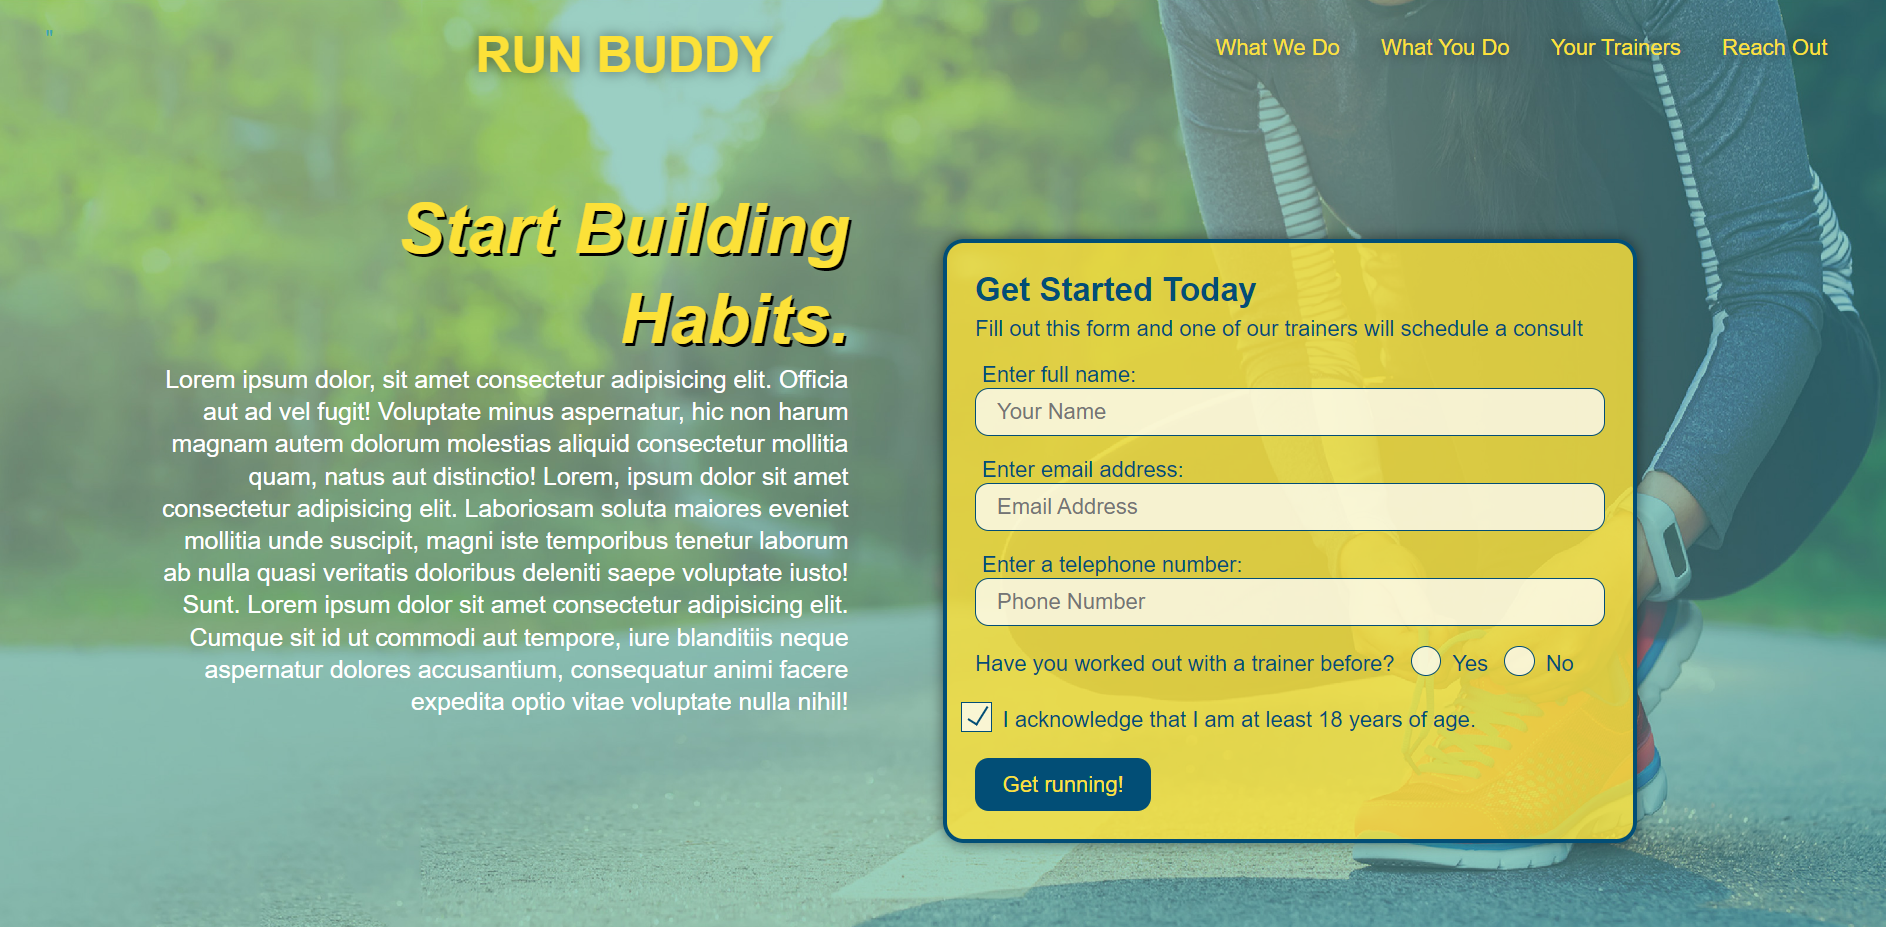 "
RUN BUDDY
What We Do What You Do Your Trainers Reach Out
Start Building
Habits.
Lorem ipsum dolor, sit amet consectetur adipisicing elit. Officia
aut ad vel fugit! Voluptate minus aspernatur, hic non harum
magnam autem dolorum molestias aliquid consectetur mollitia
quam, natus aut distinctio! Lorem, ipsum dolor sit amet
consectetur adipisicing elit. Laboriosam soluta maiores eveniet
mollitia unde suscipit, magni iste temporibus tenetur laborum
ab nulla quasi veritatis doloribus deleniti saepe voluptate iusto!
Sunt. Lorem ipsum dolor sit amet consectetur adipisicing elit.
Cumque sit id ut commodi aut tempore, iure blanditiis neque
aspernatur dolores accusantium, consequatur animi facere
expedita optio vitae voluptate nulla nihil!
Get Started Today
Fill out this form and one of our trainers will schedule a consult
Enter full name:
Your Name
Enter email address:
Email Address
Enter a telephone number:
Phone Number
Have you worked out with a trainer before? Yes No
I acknowledge that I am at least 18 years of age.
Get running!